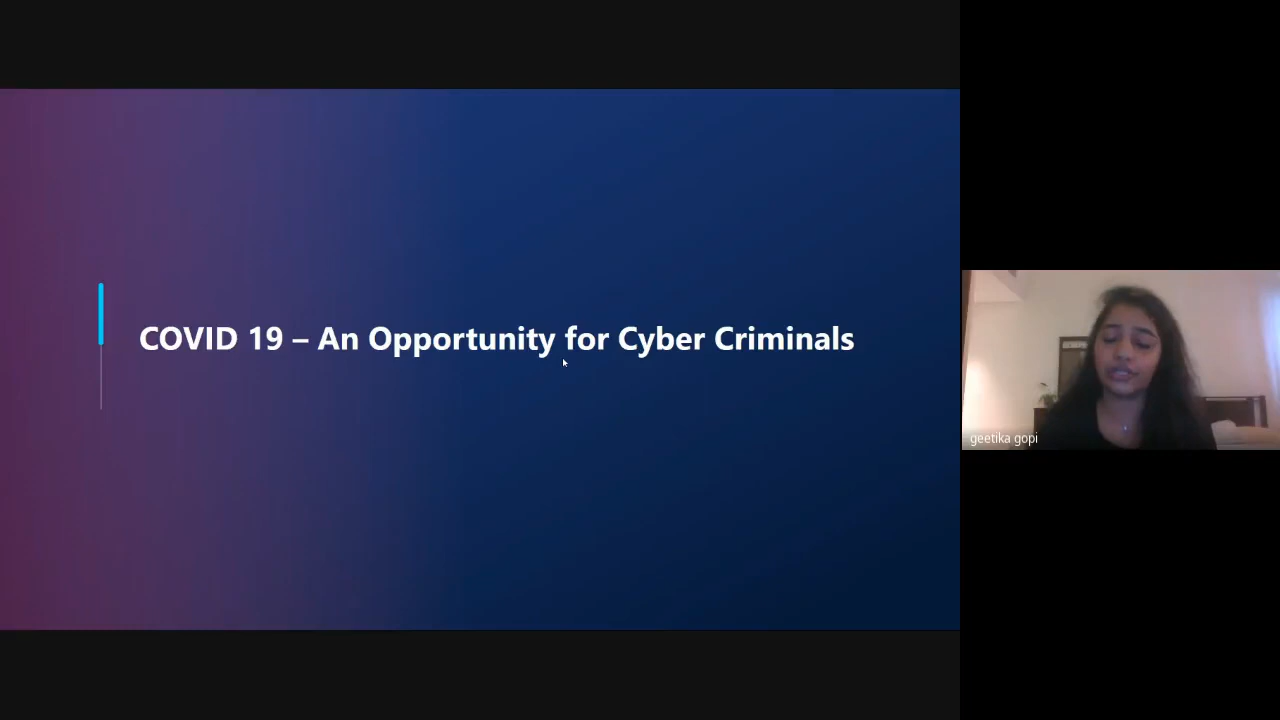 COVID 19 – An Opportunity for Cyber Criminals
geetika gopi